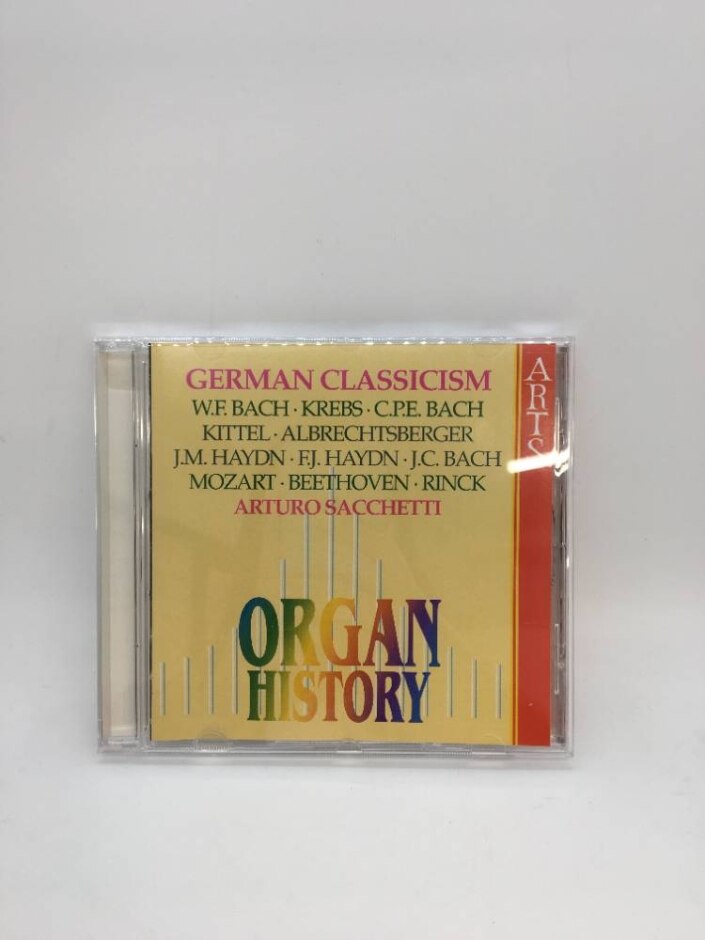 GERMAN CLASSICISM
W.F. BACH · KREBS · C.P.E. BACH
KITTEL · ALBRECHTSBERGER
J.M. HAYDN · F.J. HAYDN · J.C. BACH
MOZART · BEETHOVEN · RINCK
ARTURO SACCHETTI
ORGAN
HISTORY
ARTS